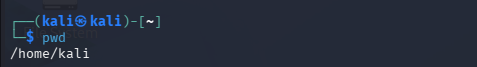 ┌──(kali㉿kali)-[~]
└─$ pwd
/home/kali